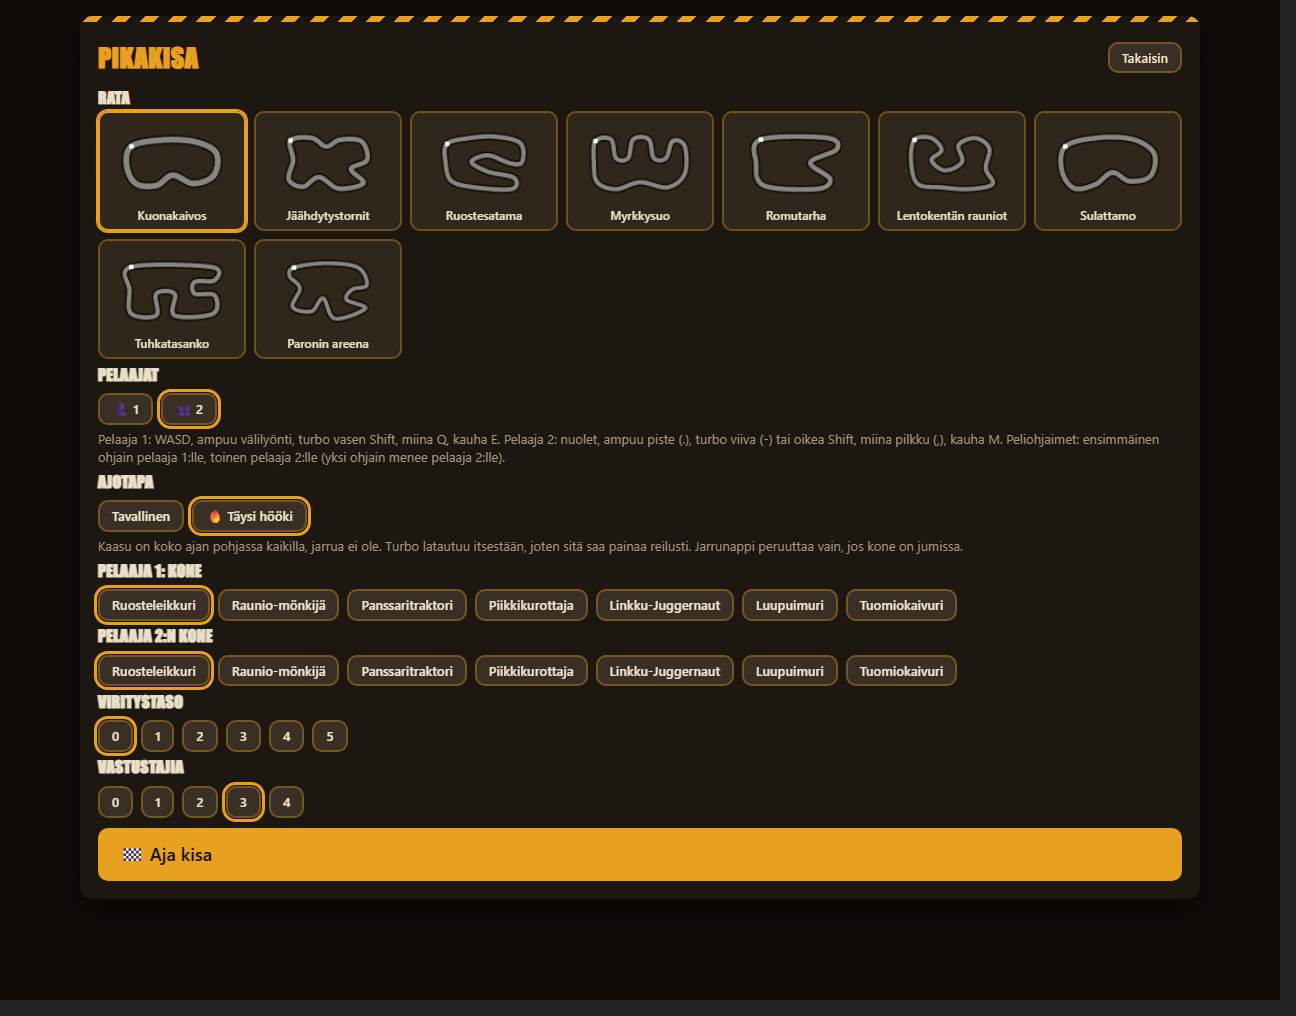 PIKAKISA
Takaisin
RATA
Kuonakaivos
Jäähdytystornit
Ruostesatama
Myrkkysuo
Romutarha
Lentokentän rauniot
Sulattamo
Tuhkatasanko
Paronin areena
PELAAJAT
1
2
Pelaaja 1: WASD, ampuu välilyönti, turbo vasen Shift, miina Q, kauha E. Pelaaja 2: nuolet, ampuu piste (.), turbo viiva (-) tai oikea Shift, miina pilkku (,), kauha M. Peliohjaimet: ensimmäinen
ohjain pelaaja 1:lle, toinen pelaaja 2:lle (yksi ohjain menee pelaaja 2:lle).
AJOTAPA
Tavallinen
Täysi hööki
Kaasu on koko ajan pohjassa kaikilla, jarrua ei ole. Turbo latautuu itsestään, joten sitä saa painaa reilusti. Jarrunappi peruuttaa vain, jos kone on jumissa.
PELAAJA 1: KONE
Ruosteleikkuri
Raunio-mönkijä
Panssaritraktori
Piikkikurottaja
Linkku-Juggernaut
Luupuimuri
Tuomiokaivuri
PELAAJA 2:N KONE
Ruosteleikkuri
Raunio-mönkijä
Panssaritraktori
Piikkikurottaja
Linkku-Juggernaut
Luupuimuri
Tuomiokaivuri
VIRITYSTASO
0
1
2
3
4
5
VASTUSTAJIA
0
1
2
3
4
Aja kisa